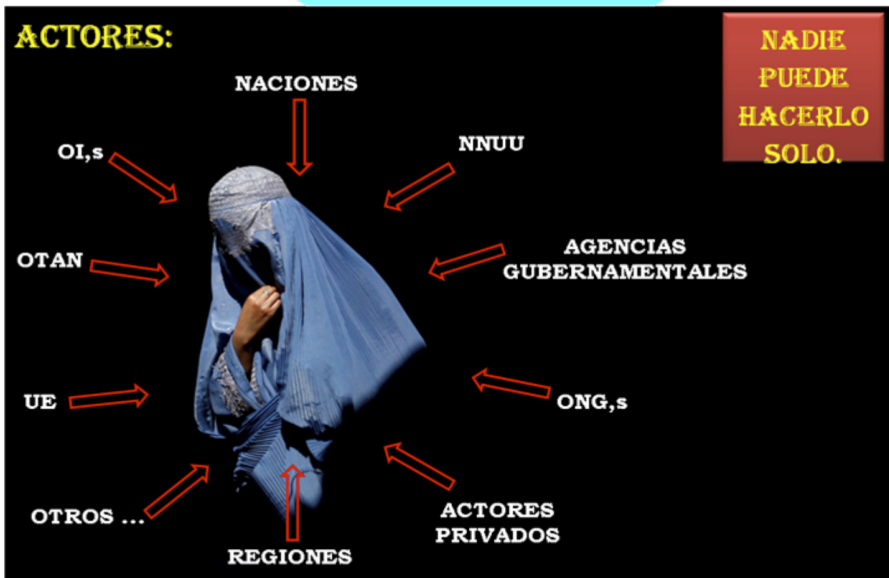 ACTORES:
NADIE
PUEDE
HACERLO
SOLO.
NACIONES
OI,s
NNUU
OTAN
AGENCIAS
GUBERNAMENTALES
UE
ONG,s
OTROS ...
ACTORES
PRIVADOS
REGIONES